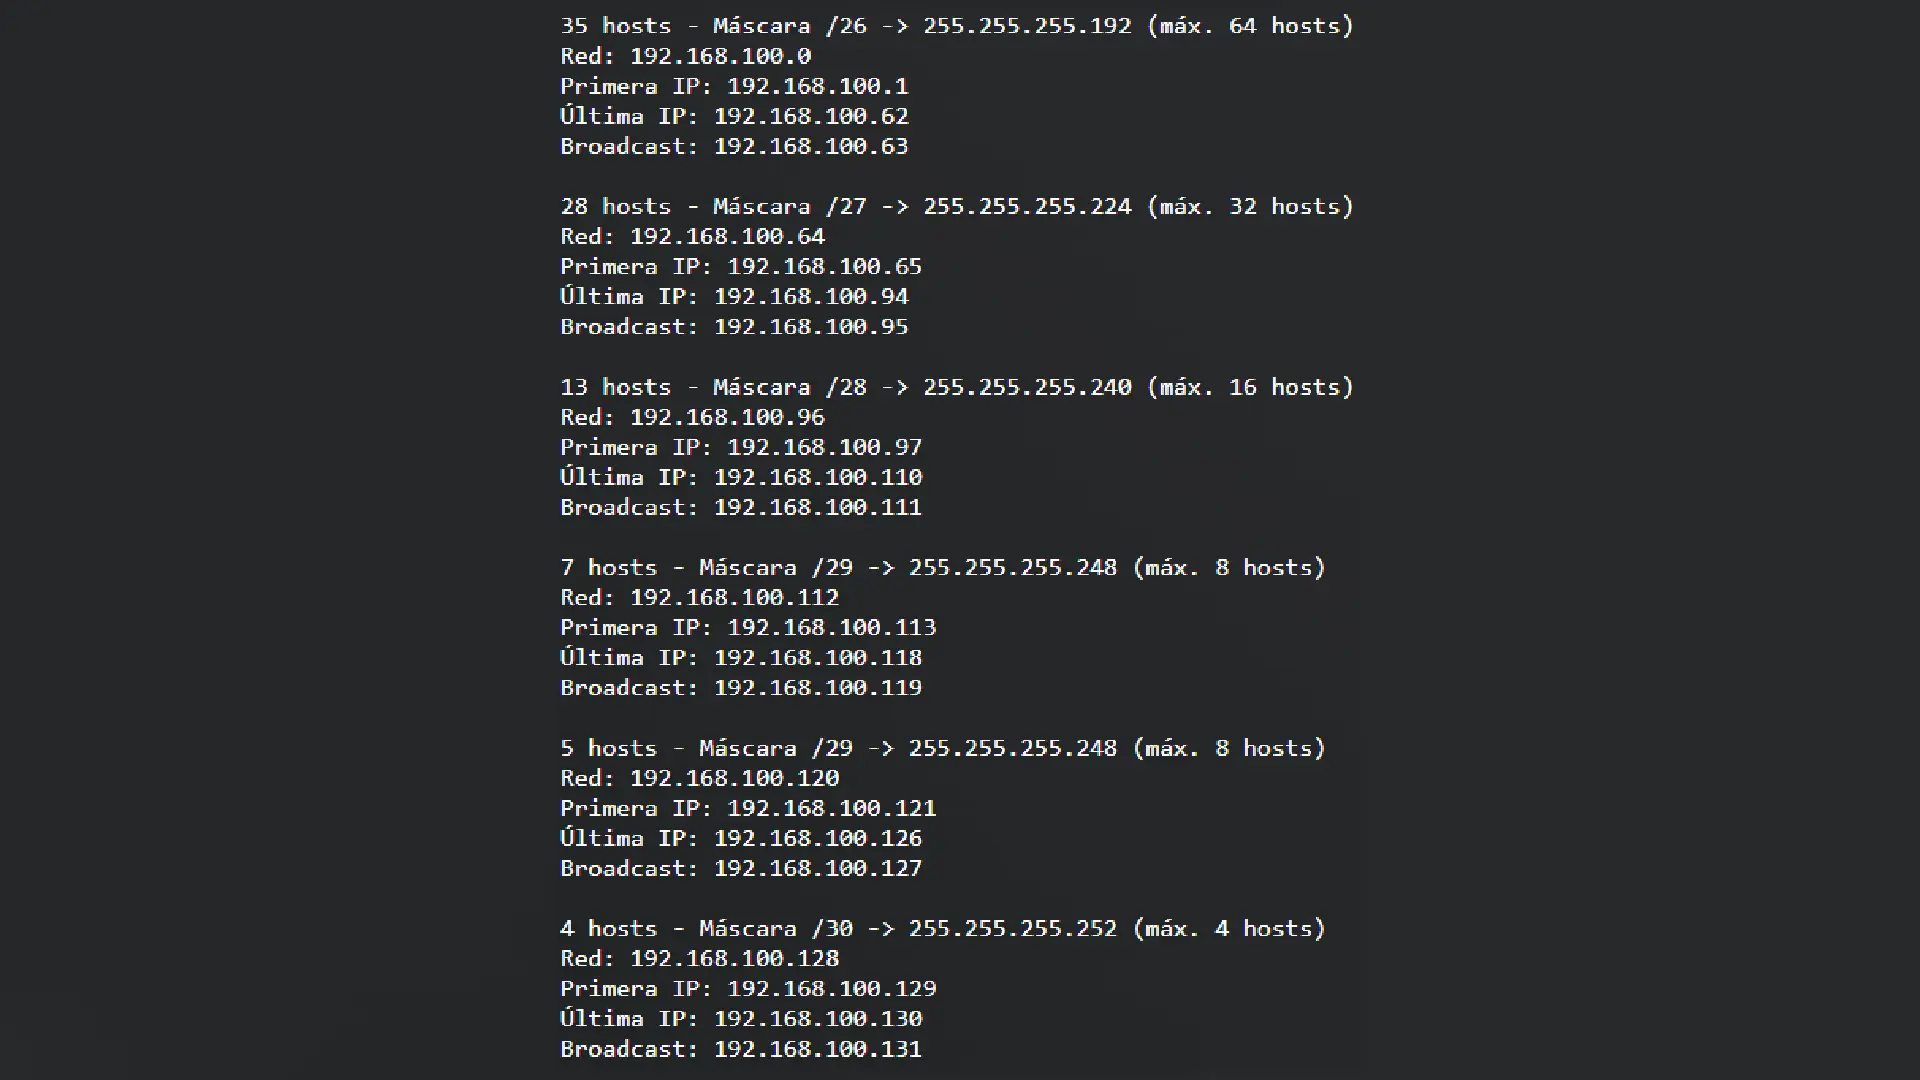 35 hosts - Máscara /26 -> 255.255.255.192 (máx. 64 hosts)
Red: 192.168.100.0
Primera IP: 192.168.100.1
Última IP: 192.168.100.62
Broadcast: 192.168.100.63
28 hosts - Máscara /27 -> 255.255.255.224 (máx. 32 hosts)
Red: 192.168.100.64
Primera IP: 192.168.100.65
Última IP: 192.168.100.94
Broadcast: 192.168.100.95
13 hosts - Máscara /28 -> 255.255.255.240 (máx. 16 hosts)
Red: 192.168.100.96
Primera IP: 192.168.100.97
Última IP: 192.168.100.110
Broadcast: 192.168.100.111
7 hosts - Máscara /29 -> 255.255.255.248 (máx. 8 hosts)
Red: 192.168.100.112
Primera IP: 192.168.100.113
Última IP: 192.168.100.118
Broadcast: 192.168.100.119
5 hosts - Máscara /29 -> 255.255.255.248 (máx. 8 hosts)
Red: 192.168.100.120
Primera IP: 192.168.100.121
Última IP: 192.168.100.126
Broadcast: 192.168.100.127
4 hosts - Máscara /30 -> 255.255.255.252 (máx. 4 hosts)
Red: 192.168.100.128
Primera IP: 192.168.100.129
Última IP: 192.168.100.130
Broadcast: 192.168.100.131